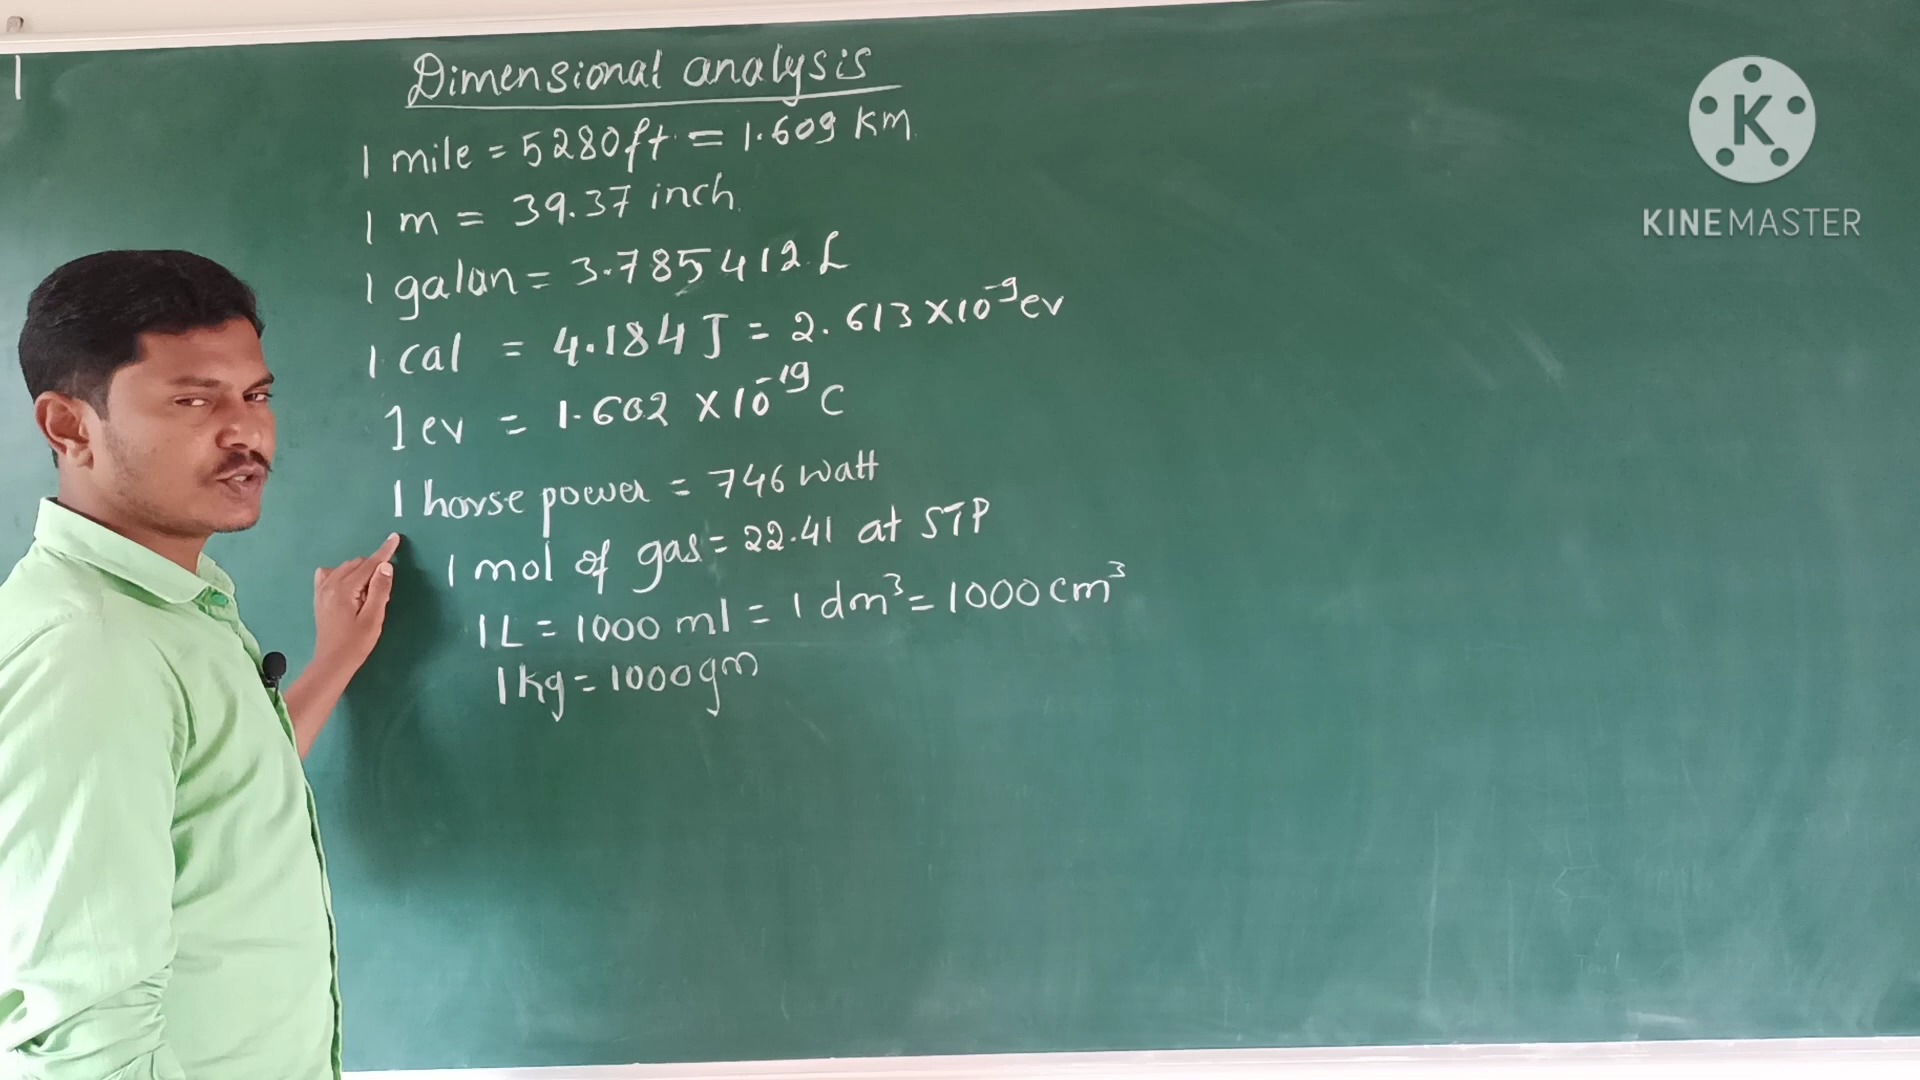 Dimensional analysis
1 mile = 5280ft = 1.609 Km
1 m = 39.37 inch
1 galan = 3.785412 L
1 cal = 4.184 J = 2.613 × 10⁻⁹ ev
1 ev = 1.602 × 10⁻¹⁹ C
1 horse power = 746 watt
1 mol of gas = 22.41 at STP
1 L = 1000 ml = 1 dm³ = 1000 cm³
1 kg = 1000 gm
K
KINEMASTER